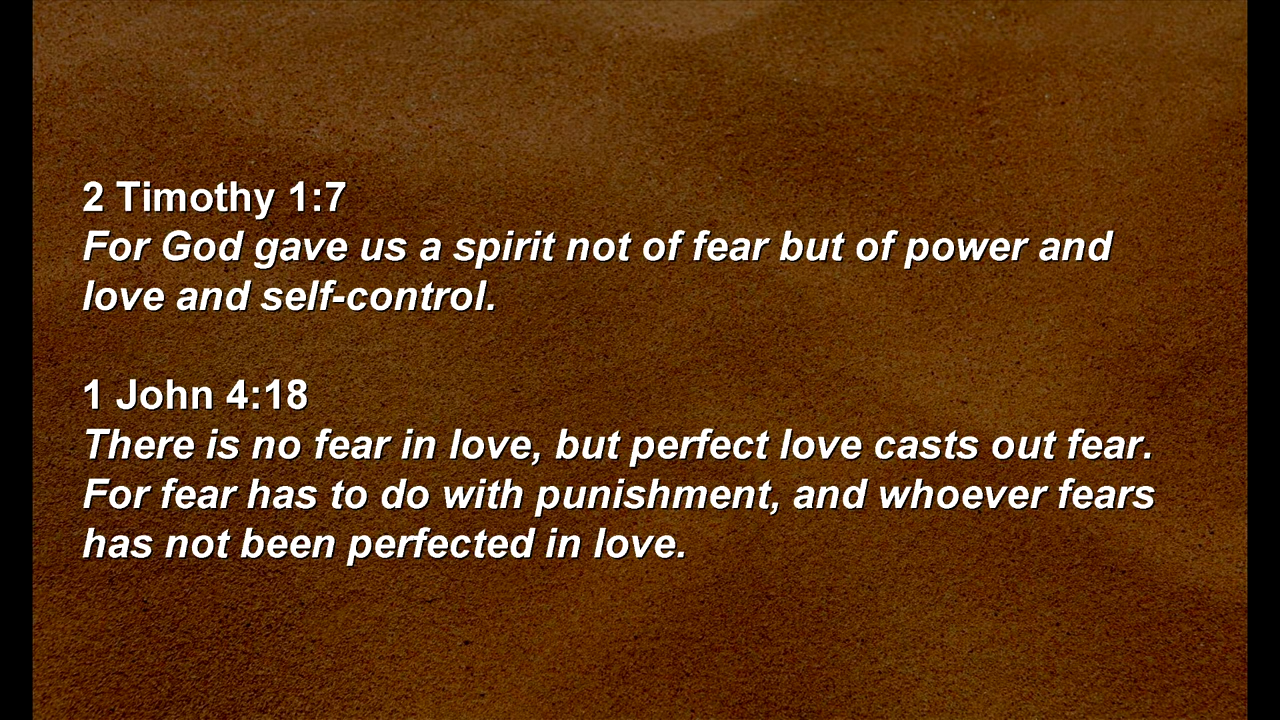 2 Timothy 1:7
For God gave us a spirit not of fear but of power and
love and self-control.
1 John 4:18
There is no fear in love, but perfect love casts out fear.
For fear has to do with punishment, and whoever fears
has not been perfected in love.